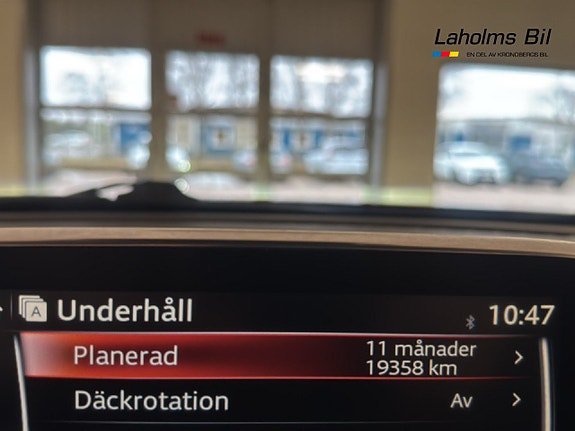 Laholms Bil
EN DEL AV KRONOBERGS BIL
A Underhåll 10:47
Planerad 11 månader
19358 km
Däckrotation Av